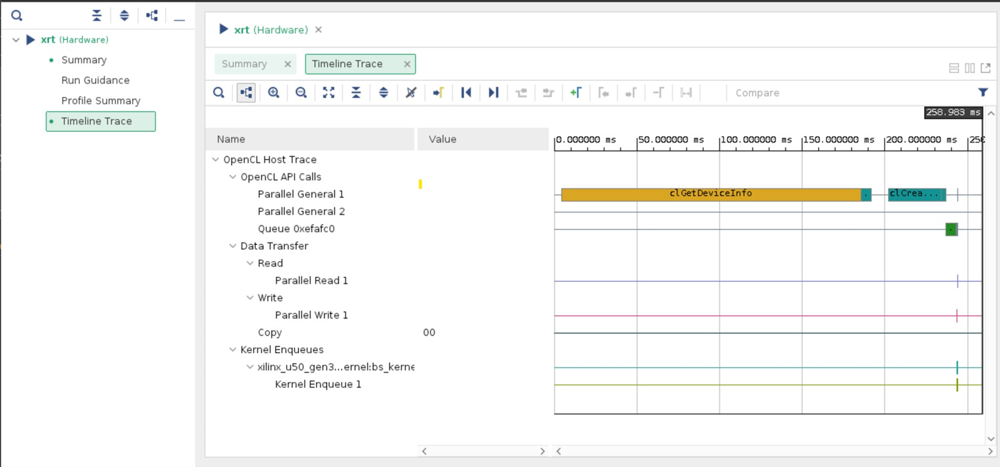 xrt (Hardware)
Summary
Run Guidance
Profile Summary
Timeline Trace
xrt (Hardware)
Summary
Timeline Trace
Compare
258.983 ms
Name
Value
0.000000 ms
50.000000 ms
100.000000 ms
150.000000 ms
200.000000 ms
250
OpenCL Host Trace
OpenCL API Calls
Parallel General 1
clGetDeviceInfo
.
clCrea...
Parallel General 2
Queue 0xefafc0
Data Transfer
Read
Parallel Read 1
Write
Parallel Write 1
Copy
00
Kernel Enqueues
xilinx_u50_gen3...ernel:bs_kerne
Kernel Enqueue 1